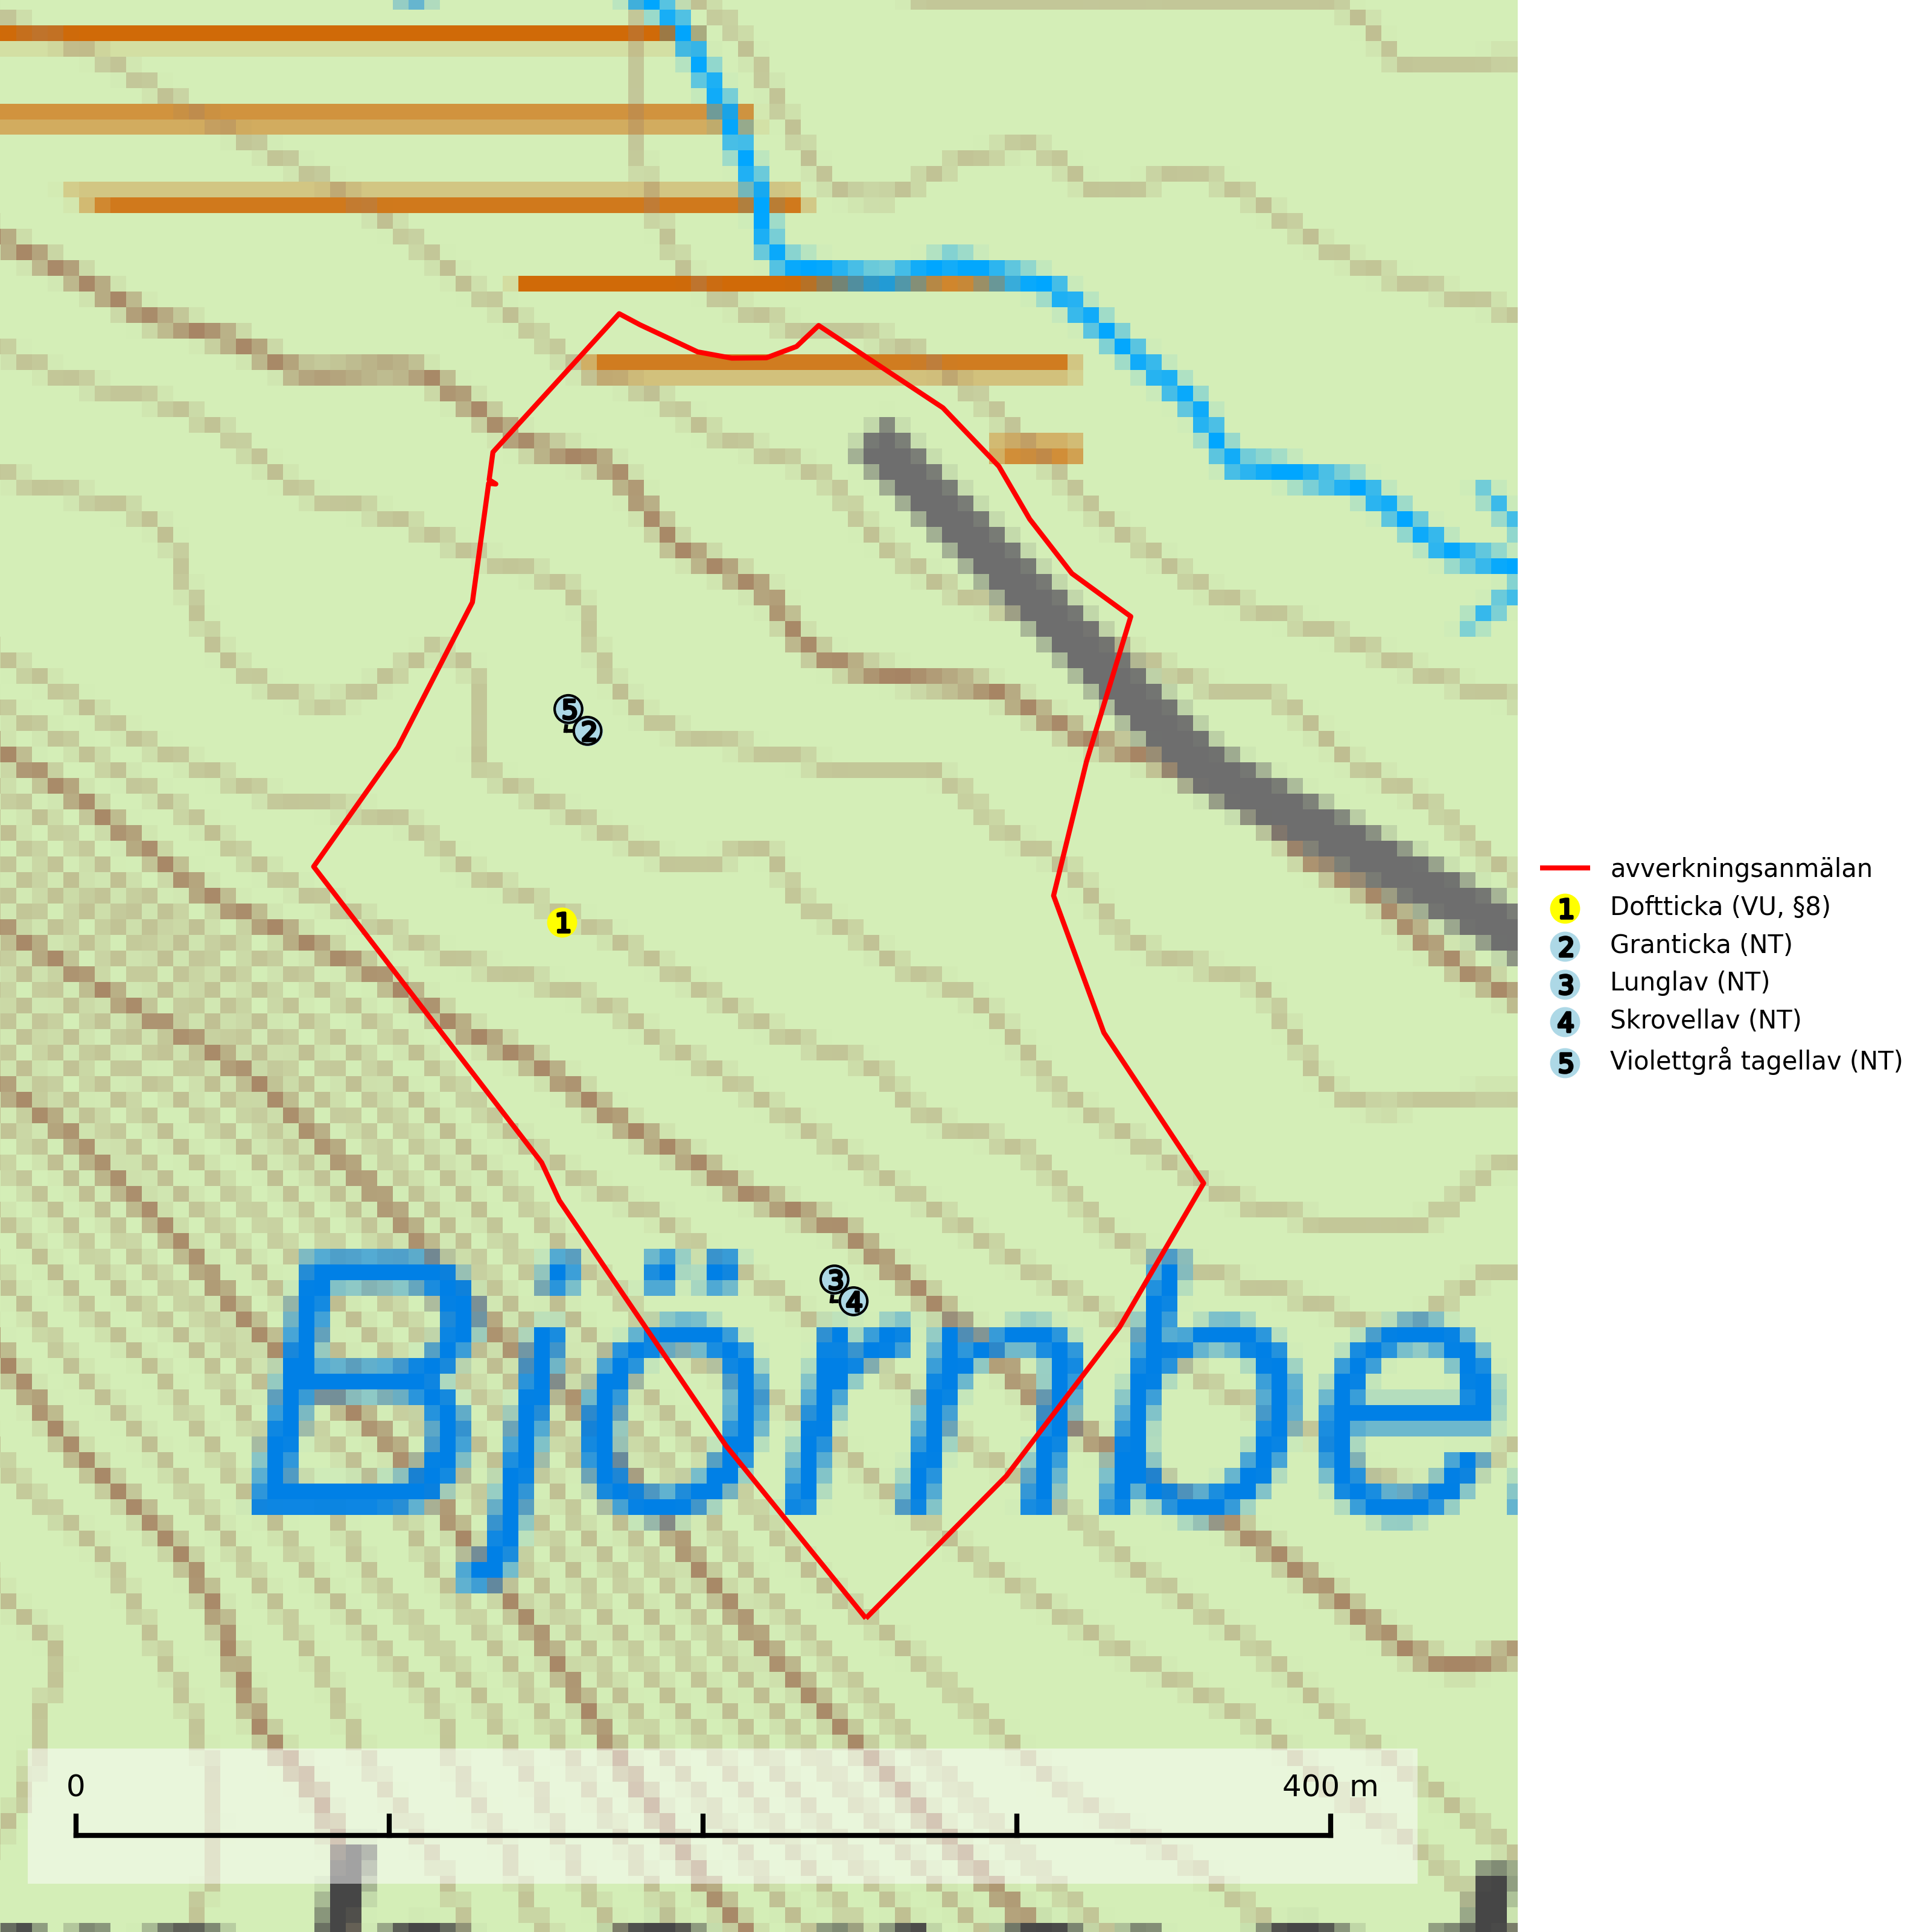 5
2
1
3
4
Björnbe
0
400 m
avverkningsanmälan
1 Doftticka (VU, §8)
2 Granticka (NT)
3 Lunglav (NT)
4 Skrovellav (NT)
5 Violettgrå tagellav (NT)